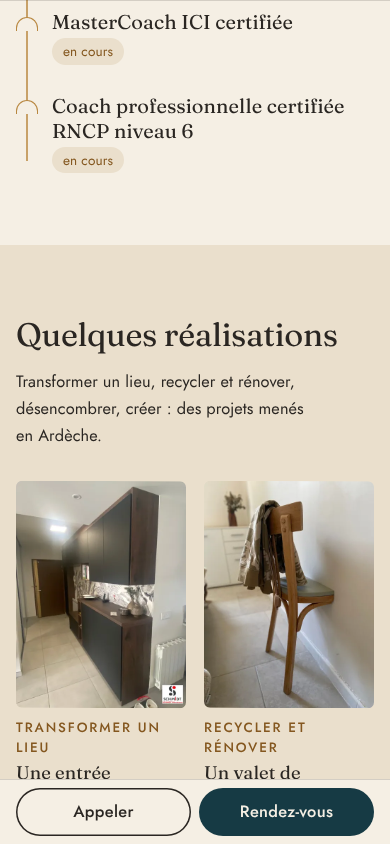 MasterCoach ICI certifiée
en cours
Coach professionnelle certifiée
RNCP niveau 6
en cours
Quelques réalisations
Transformer un lieu, recycler et rénover,
désencombrer, créer : des projets menés
en Ardèche.
TRANSFORMER UN
LIEU
Une entrée
RECYCLER ET
RÉNOVER
Un valet de
Appeler
Rendez-vous